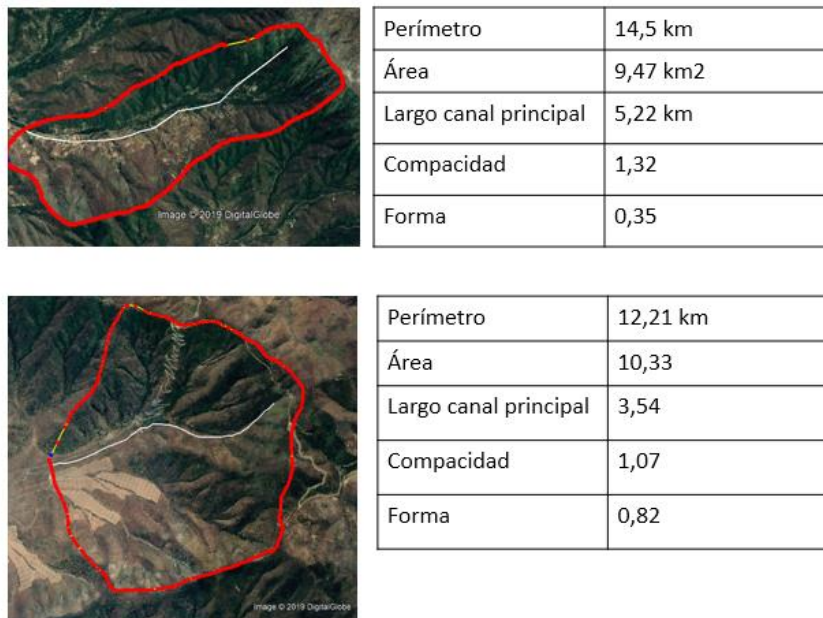 Perímetro 14,5 km
Área 9,47 km2
Largo canal principal 5,22 km
Compacidad 1,32
Forma 0,35
Image © 2019 DigitalGlobe
Perímetro 12,21 km
Área 10,33
Largo canal principal 3,54
Compacidad 1,07
Forma 0,82
Image © 2019 DigitalGlobe